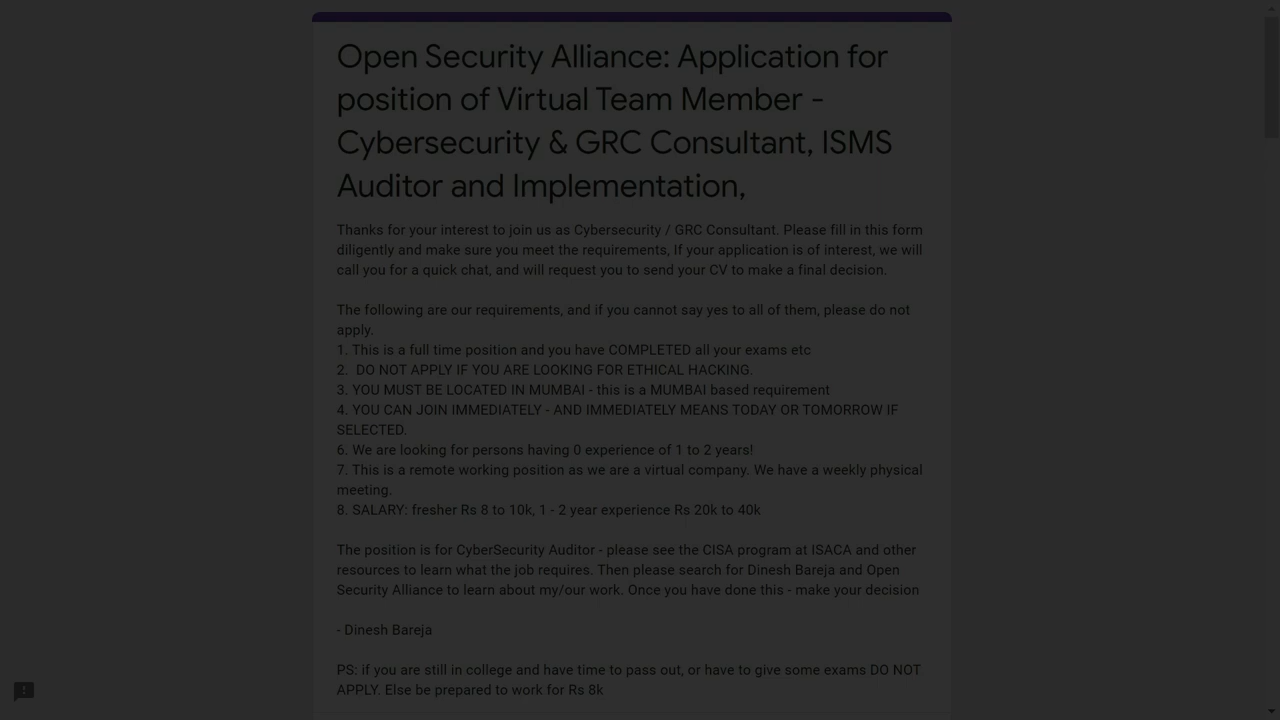 Open Security Alliance: Application for
position of Virtual Team Member -
Cybersecurity & GRC Consultant, ISMS
Auditor and Implementation,
Thanks for your interest to join us as Cybersecurity / GRC Consultant. Please fill in this form
diligently and make sure you meet the requirements, If your application is of interest, we will
call you for a quick chat, and will request you to send your CV to make a final decision.
The following are our requirements, and if you cannot say yes to all of them, please do not
apply.
1. This is a full time position and you have COMPLETED all your exams etc
2.  DO NOT APPLY IF YOU ARE LOOKING FOR ETHICAL HACKING.
3. YOU MUST BE LOCATED IN MUMBAI - this is a MUMBAI based requirement
4. YOU CAN JOIN IMMEDIATELY - AND IMMEDIATELY MEANS TODAY OR TOMORROW IF
SELECTED.
6. We are looking for persons having 0 experience of 1 to 2 years!
7. This is a remote working position as we are a virtual company. We have a weekly physical
meeting.
8. SALARY: fresher Rs 8 to 10k, 1 - 2 year experience Rs 20k to 40k
The position is for CyberSecurity Auditor - please see the CISA program at ISACA and other
resources to learn what the job requires. Then please search for Dinesh Bareja and Open
Security Alliance to learn about my/our work. Once you have done this - make your decision
- Dinesh Bareja
PS: if you are still in college and have time to pass out, or have to give some exams DO NOT
APPLY. Else be prepared to work for Rs 8k